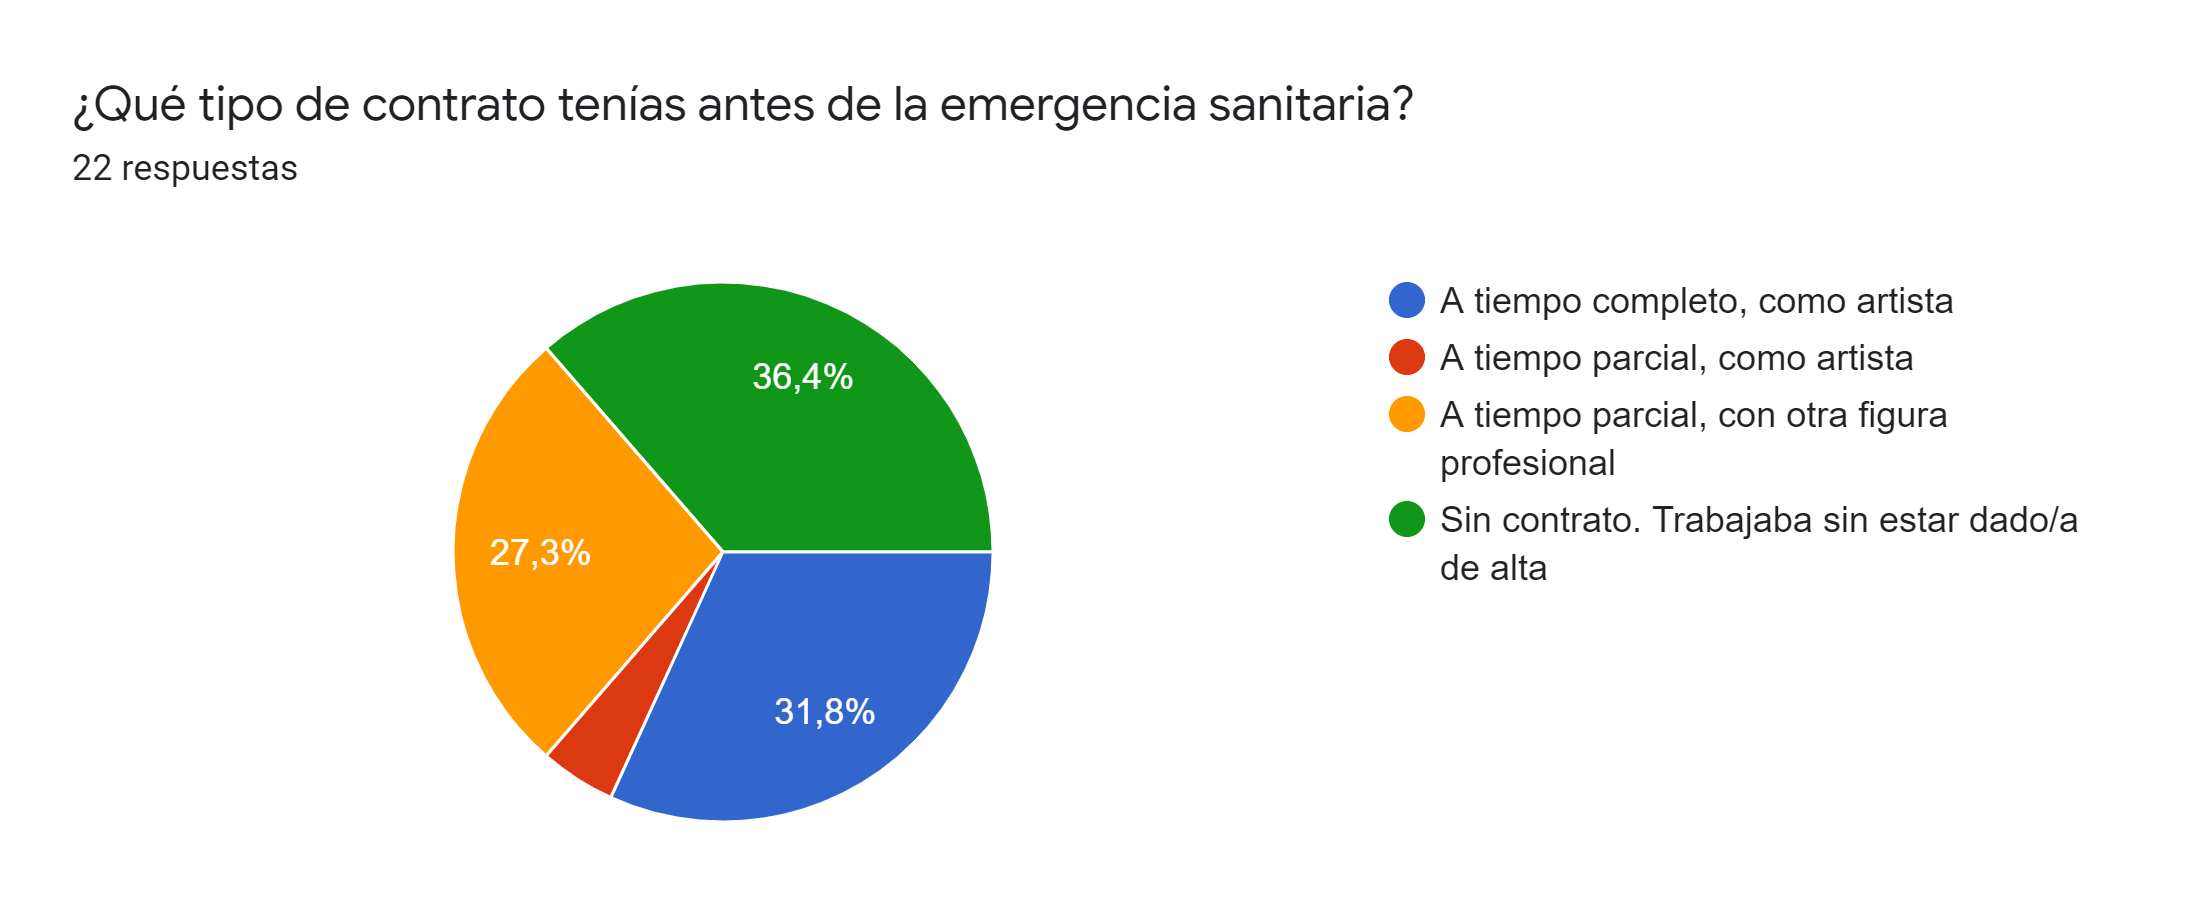 ¿Qué tipo de contrato tenías antes de la emergencia sanitaria?
22 respuestas
36,4%
27,3%
31,8%
A tiempo completo, como artista
A tiempo parcial, como artista
A tiempo parcial, con otra figura
profesional
Sin contrato. Trabajaba sin estar dado/a
de alta